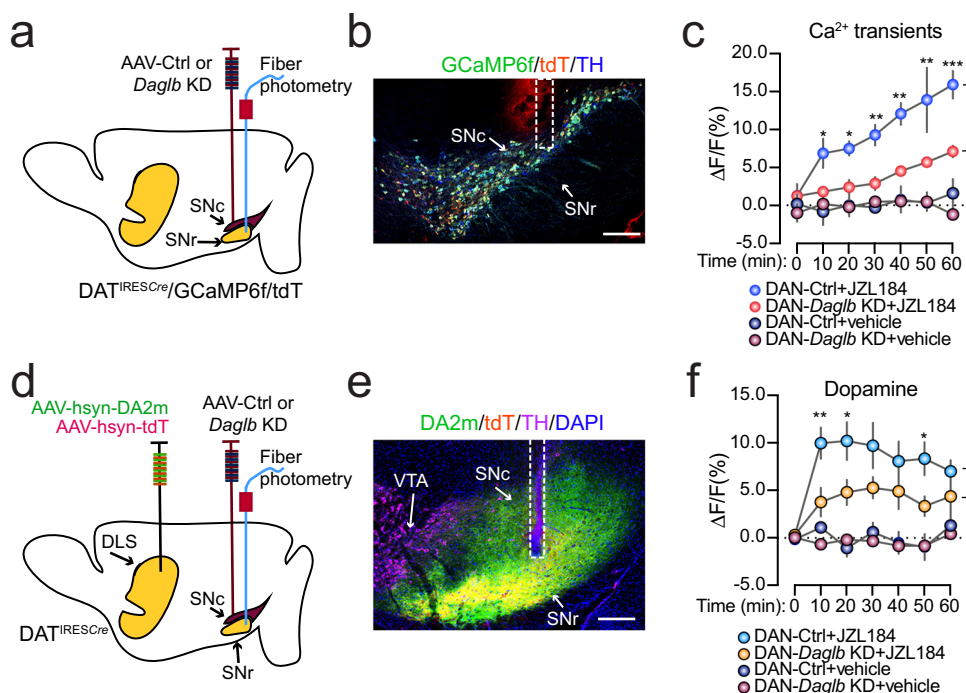 a
AAV-Ctrl or
Daglb KD
Fiber
photometry
SNc
SNr
DAT^IRESCre/GCaMP6f/tdT
b
GCaMP6f/tdT/TH
SNc
SNr
c
Ca²⁺ transients
20.0
15.0
10.0
5.0
0.0
-5.0
ΔF/F(%)
* * ** ** ** ***
Time (min): 0 10 20 30 40 50 60
DAN-Ctrl+JZL184
DAN-Daglb KD+JZL184
DAN-Ctrl+vehicle
DAN-Daglb KD+vehicle
d
AAV-hsyn-DA2m
AAV-hsyn-tdT
AAV-Ctrl or
Daglb KD
Fiber
photometry
DLS
SNc
DAT^IRESCre
SNr
e
DA2m/tdT/TH/DAPI
SNc
VTA
SNr
f
Dopamine
15.0
10.0
5.0
0.0
-5.0
ΔF/F(%)
** * *
Time (min): 0 10 20 30 40 50 60
DAN-Ctrl+JZL184
DAN-Daglb KD+JZL184
DAN-Ctrl+vehicle
DAN-Daglb KD+vehicle